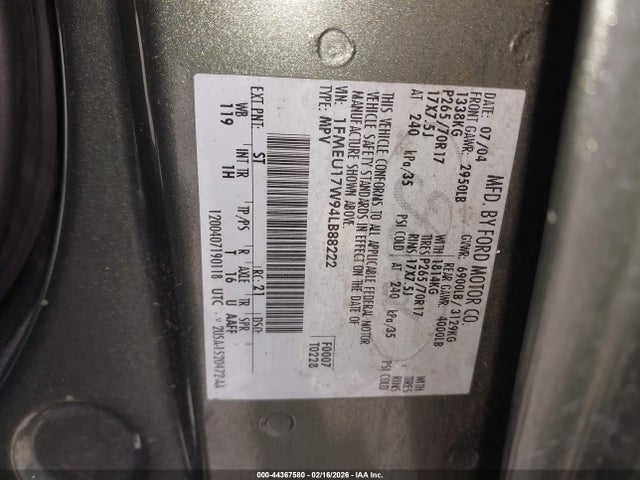 MFD. BY FORD MOTOR CO.
DATE: 07/04 GVWR: 6900LB/ 3129KG
FRONT GAWR: 2950LB REAR GAWR: 4000LB
1338KG WITH 1814KG WITH
P265/70R17 TIRES P265/70R17 TIRES
17X7.5J RIMS 17X7.5J RIMS
AT 240 kPa/35 PSI COLD AT 240 kPa/35 PSI COLD
THIS VEHICLE CONFORMS TO ALL APPLICABLE FEDERAL MOTOR
VEHICLE SAFETY STANDARDS IN EFFECT ON THE DATE OF
MANUFACTURE SHOWN ABOVE.
VIN: 1FMEU17W94LB88222
TYPE: MPV
F0007
T0228
EXT PNT: ST RC: 21 DSO:
WB INT TR TP/PS R AXLE TR SPR
119 1H T 16 U AAFF
1200407190118 UTC
000-44367580 - 02/16/2026 - IAA Inc.